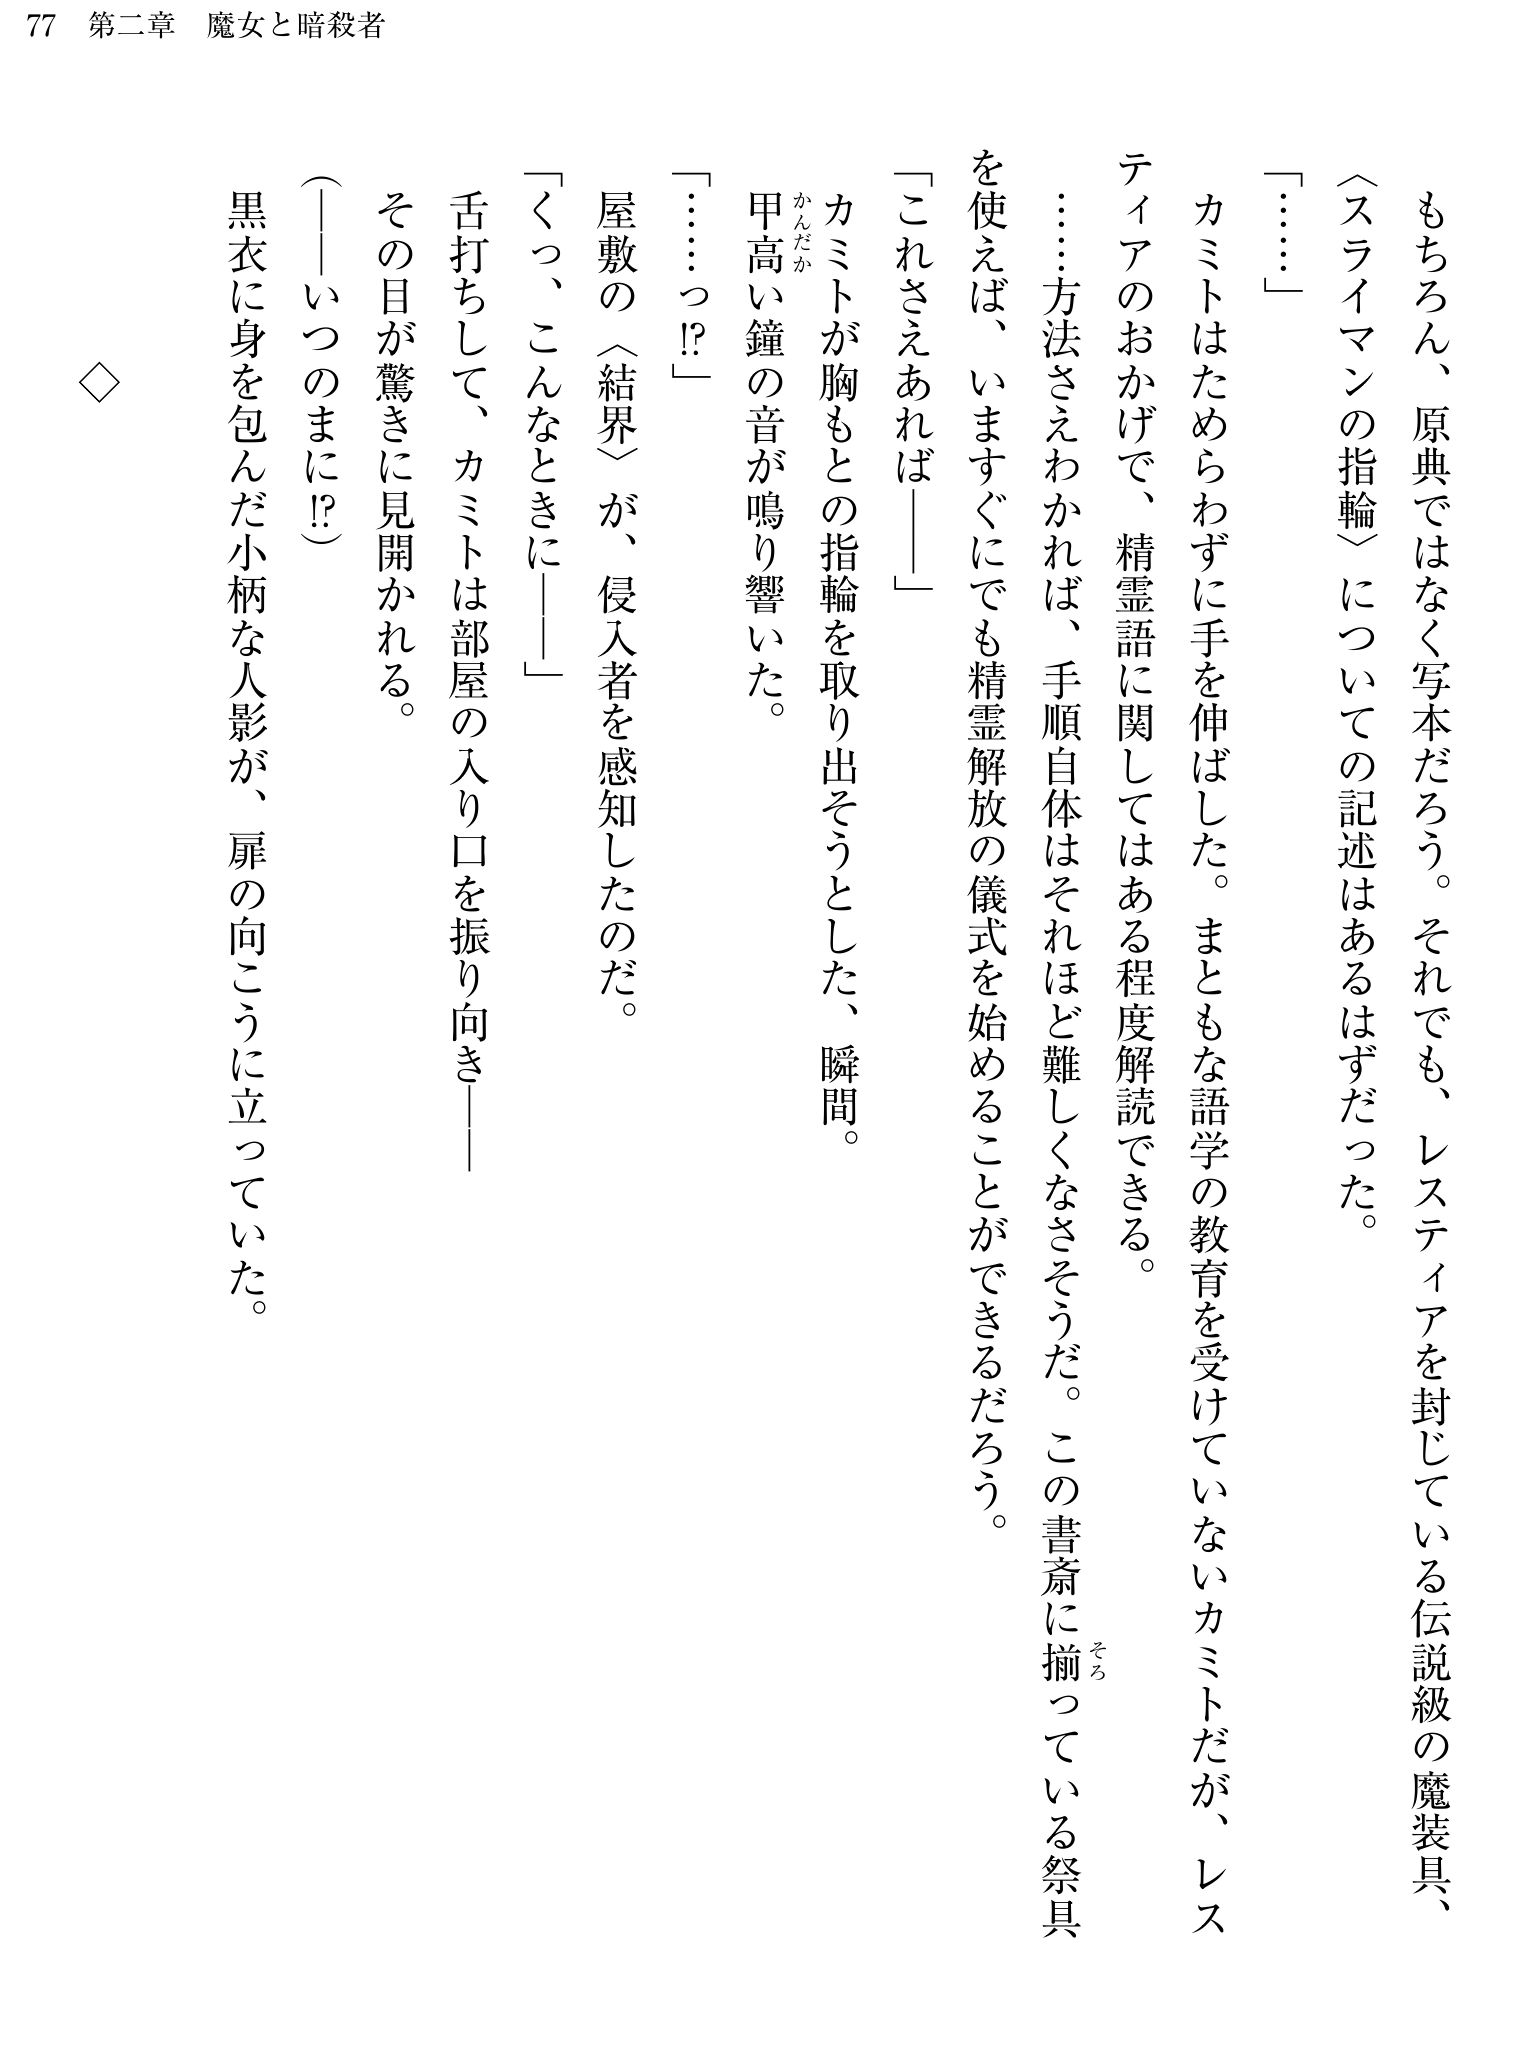 77 第二章 魔女と暗殺者
もちろん、原典ではなく写本だろう。それでも、レスティアを封じている伝説級の魔装具、
〈スライマンの指輪〉についての記述はあるはずだった。
「……」
カミトはためらわずに手を伸ばした。まともな語学の教育を受けていないカミトだが、レス
ティアのおかげで、精霊語に関してはある程度解読できる。
……方法さえわかれば、手順自体はそれほど難しくなさそうだ。この書斎に揃っている祭具
そろ
を使えば、いますぐにでも精霊解放の儀式を始めることができるだろう。
「これさえあれば――」
カミトが胸もとの指輪を取り出そうとした、瞬間。
甲高い鐘の音が鳴り響いた。
かんだか
「……っ!?」
屋敷の〈結界〉が、侵入者を感知したのだ。
「くっ、こんなときに――」
舌打ちして、カミトは部屋の入り口を振り向き――
その目が驚きに見開かれる。
（――いつのまに!?）
黒衣に身を包んだ小柄な人影が、扉の向こうに立っていた。
◇